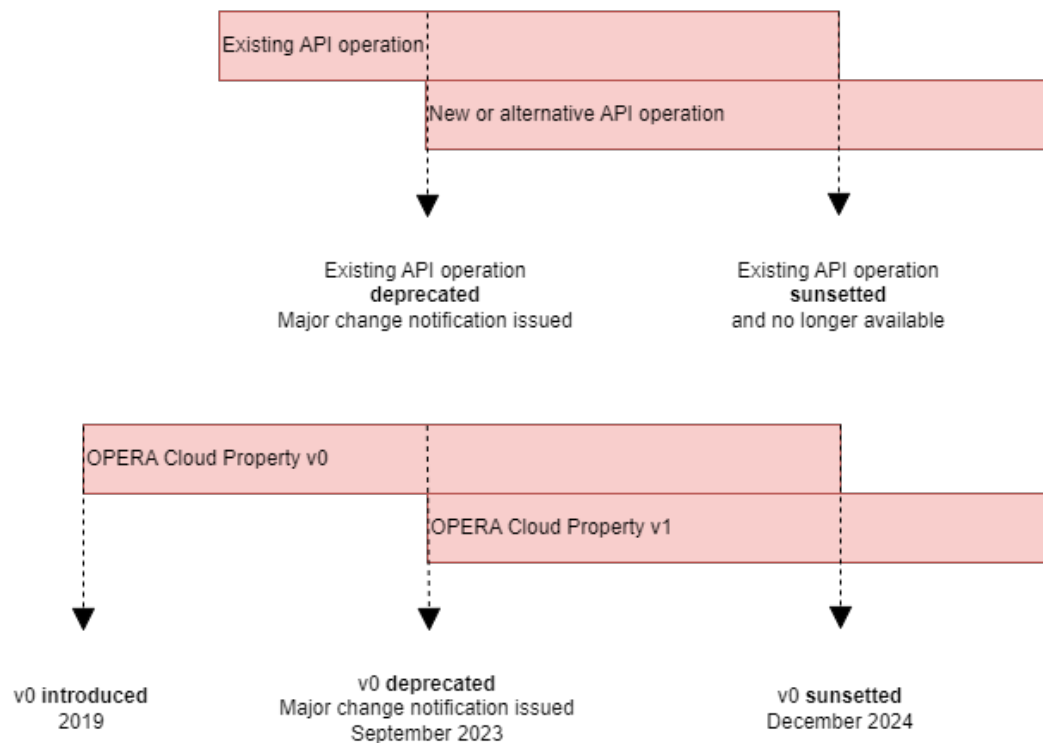 Existing API operation
New or alternative API operation
Existing API operation
deprecated
Major change notification issued
Existing API operation
sunsetted
and no longer available
OPERA Cloud Property v0
OPERA Cloud Property v1
v0 introduced
2019
v0 deprecated
Major change notification issued
September 2023
v0 sunsetted
December 2024